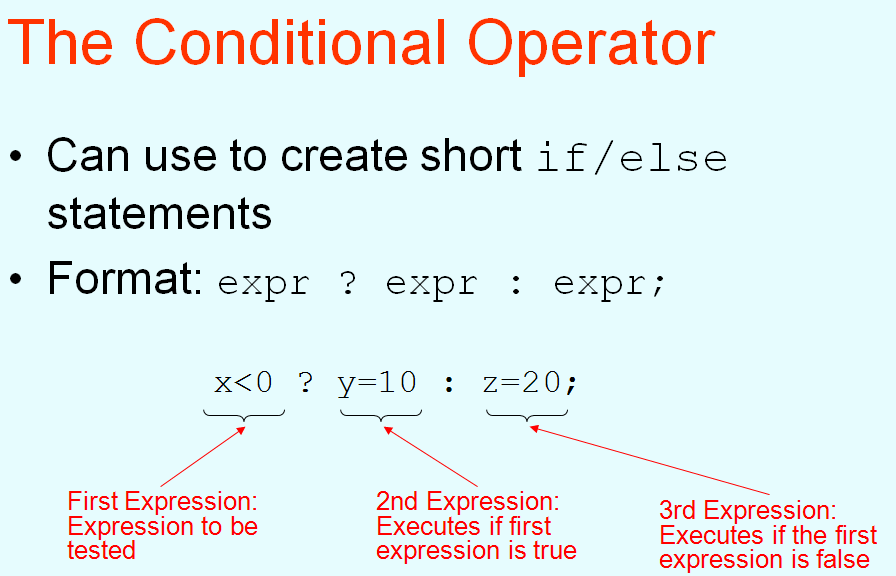 The Conditional Operator
• Can use to create short if/else
statements
• Format: expr ? expr : expr;
x<0 ? y=10 : z=20;
First Expression:
Expression to be
tested
2nd Expression:
Executes if first
expression is true
3rd Expression:
Executes if the first
expression is false